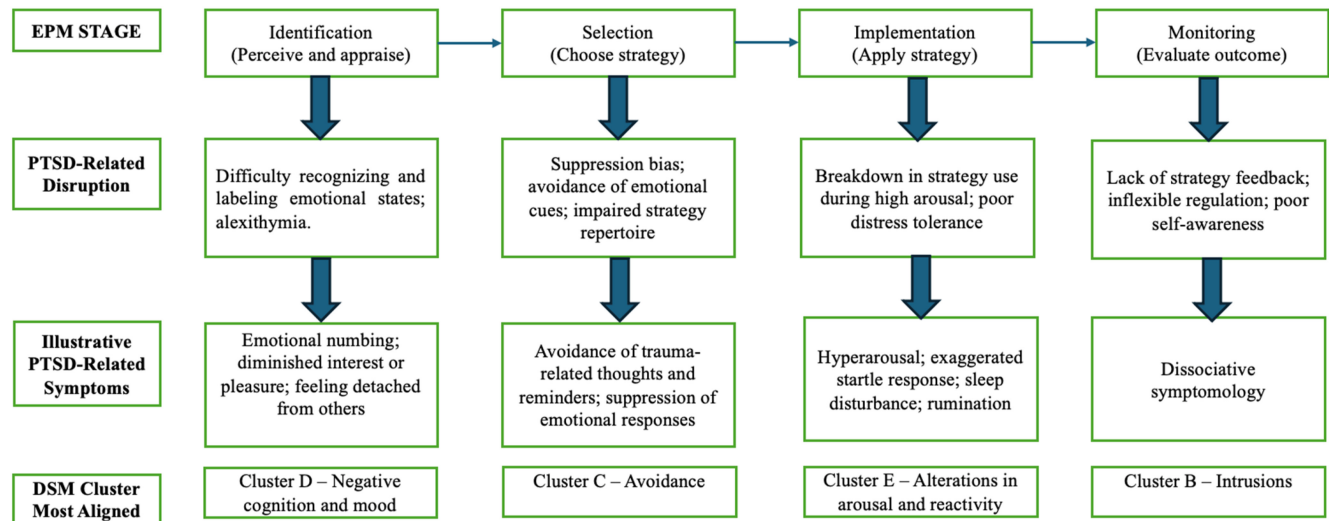 EPM STAGE
Identification
(Perceive and appraise)
Selection
(Choose strategy)
Implementation
(Apply strategy)
Monitoring
(Evaluate outcome)
PTSD-Related
Disruption
Difficulty recognizing and
labeling emotional states;
alexithymia.
Suppression bias;
avoidance of emotional
cues; impaired strategy
repertoire
Breakdown in strategy use
during high arousal; poor
distress tolerance
Lack of strategy feedback;
inflexible regulation; poor
self-awareness
Illustrative
PTSD-Related
Symptoms
Emotional numbing;
diminished interest or
pleasure; feeling detached
from others
Avoidance of trauma-
related thoughts and
reminders; suppression of
emotional responses
Hyperarousal; exaggerated
startle response; sleep
disturbance; rumination
Dissociative
symptomology
DSM Cluster
Most Aligned
Cluster D – Negative
cognition and mood
Cluster C – Avoidance
Cluster E – Alterations in
arousal and reactivity
Cluster B – Intrusions